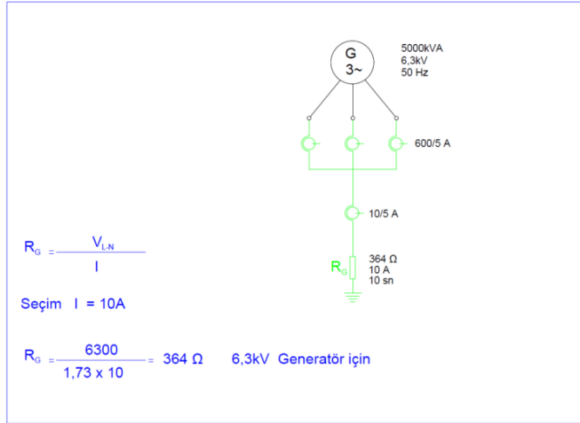 G
3~
5000kVA
6,3kV
50 Hz
600/5 A
10/5 A
R_G
364 Ω
10 A
10 sn
R_G = V_L-N / I
Seçim I = 10A
R_G = 6300 / 1,73 x 10 = 364 Ω 6,3kV Generatör için